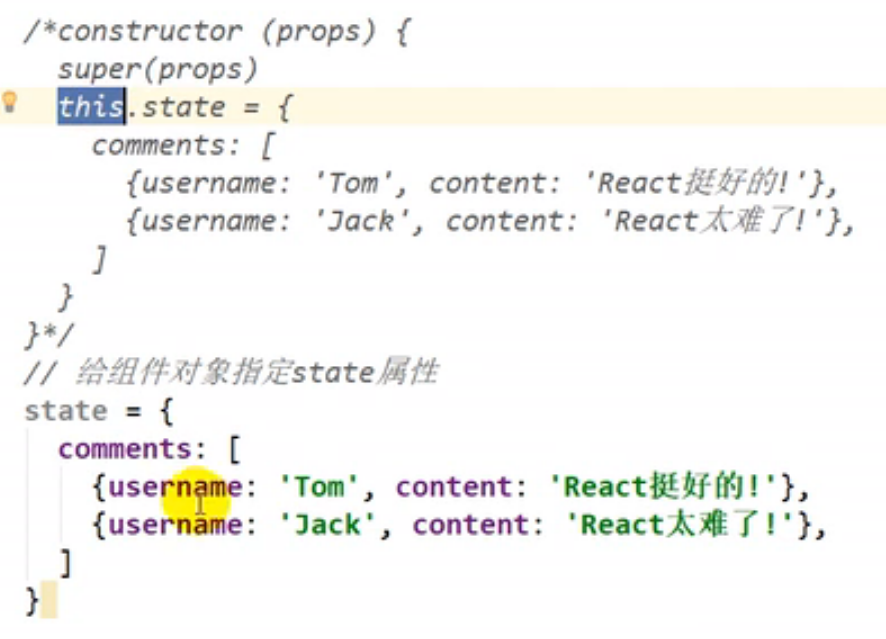 /*constructor (props) {
super(props)
this.state = {
comments: [
{username: 'Tom', content: 'React挺好的!'},
{username: 'Jack', content: 'React太难了!'},
]
}
}*/
// 给组件对象指定state属性
state = {
comments: [
{username: 'Tom', content: 'React挺好的!'},
{username: 'Jack', content: 'React太难了!'},
]
}